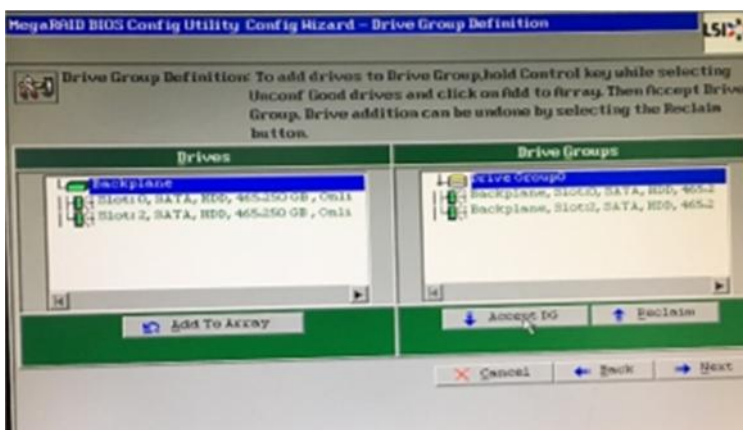 MegaRAID BIOS Config Utility Config Wizard – Drive Group Definition
LSI
Drive Group Definition: To add drives to Drive Group,hold Control key while selecting
Unconf Good drives and click on Add to Array. Then Accept Drive
Group. Drive addition can be undone by selecting the Reclaim
button.
Drives
Backplane
Slot: 0, SATA, HDD, 465.250 GB, Onli
Slot: 2, SATA, HDD, 465.250 GB, Onli
Add To Array
Drive Groups
Drive Group0
Backplane, Slot:0, SATA, HDD, 465.2
Backplane, Slot:2, SATA, HDD, 465.2
Accept DG
Reclaim
Cancel
Back
Next